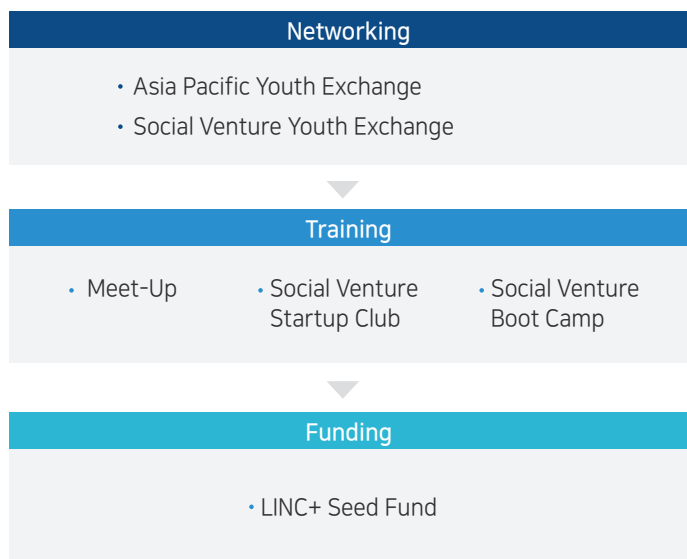 Networking
• Asia Pacific Youth Exchange
• Social Venture Youth Exchange
Training
• Meet-Up
• Social Venture
Startup Club
• Social Venture
Boot Camp
Funding
• LINC+ Seed Fund